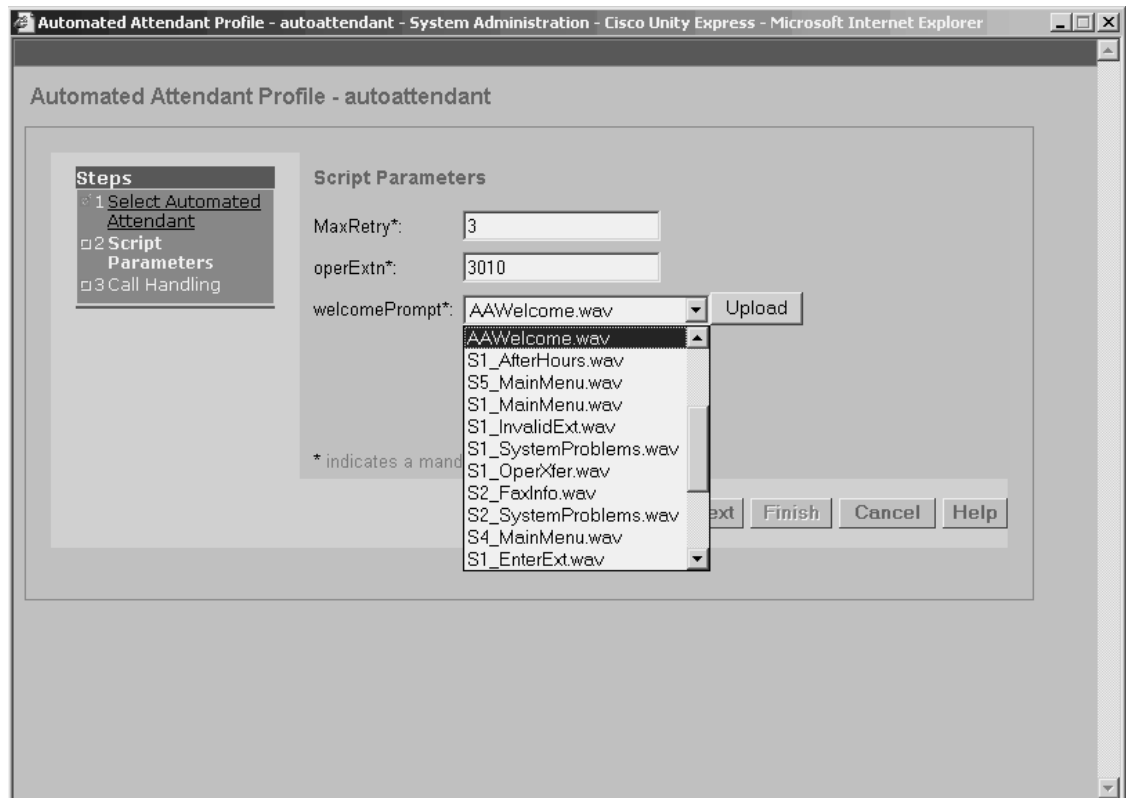 Automated Attendant Profile - autoattendant - System Administration - Cisco Unity Express - Microsoft Internet Explorer
Automated Attendant Profile - autoattendant
Steps
1 Select Automated
Attendant
2 Script
Parameters
3 Call Handling
Script Parameters
MaxRetry*: 3
operExtn*: 3010
welcomePrompt*: AAWelcome.wav Upload
AAWelcome.wav
S1_AfterHours.wav
S5_MainMenu.wav
S1_MainMenu.wav
S1_InvalidExt.wav
S1_SystemProblems.wav
* indicates a mand
S1_OperXfer.wav
S2_FaxInfo.wav
S2_SystemProblems.wav
ext Finish Cancel Help
S4_MainMenu.wav
S1_EnterExt.wav